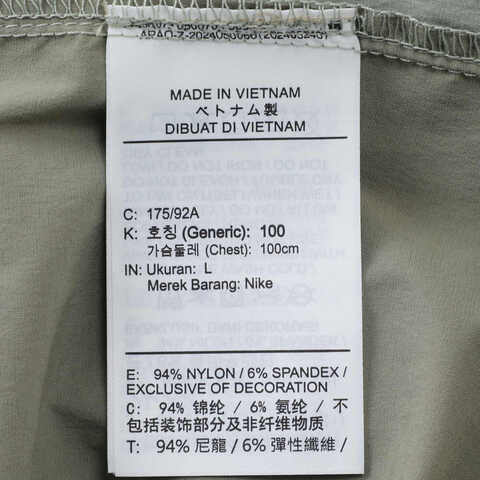 MADE IN VIETNAM
ベトナム製
DIBUAT DI VIETNAM
C: 175/92A
K: 호칭 (Generic): 100
가슴둘레 (Chest): 100cm
IN: Ukuran: L
Merek Barang: Nike
E: 94% NYLON / 6% SPANDEX /
EXCLUSIVE OF DECORATION
C: 94% 锦纶 / 6% 氨纶 / 不
包括装饰部分及非纤维物质
T: 94% 尼龍 / 6% 彈性纖維 /